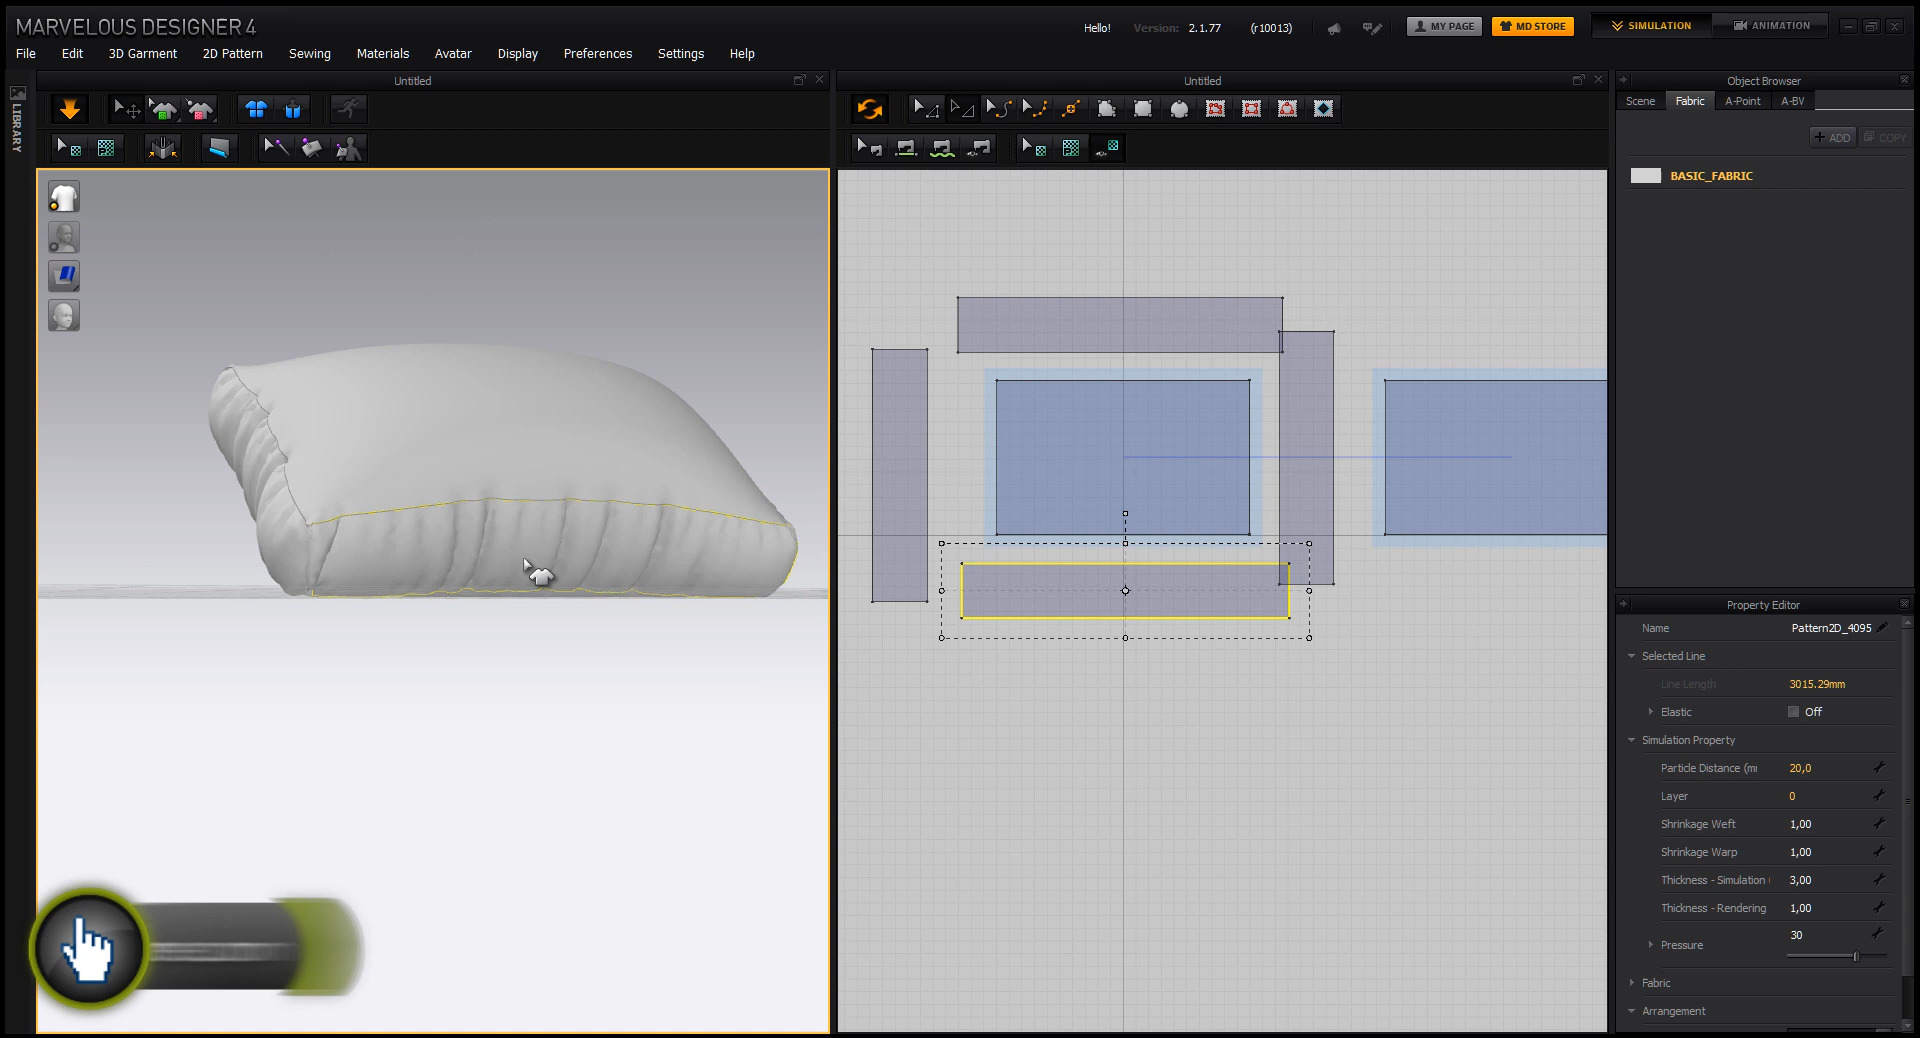 MARVELOUS DESIGNER 4
Hello! Version: 2.1.77 (r10013) MY PAGE MD STORE SIMULATION ANIMATION
File Edit 3D Garment 2D Pattern Sewing Materials Avatar Display Preferences Settings Help
Untitled
Untitled
Object Browser
LIBRARY
Scene Fabric A-Point A-BV
+ ADD COPY
BASIC_FABRIC
Property Editor
Name Pattern2D_4095
Selected Line
Line Length 3015.29mm
Elastic Off
Simulation Property
Particle Distance (m
20,0
Layer 0
Shrinkage Weft 1,00
Shrinkage Warp 1,00
Thickness - Simulation (
3,00
Thickness - Rendering 1,00
Pressure 30
Fabric
Arrangement